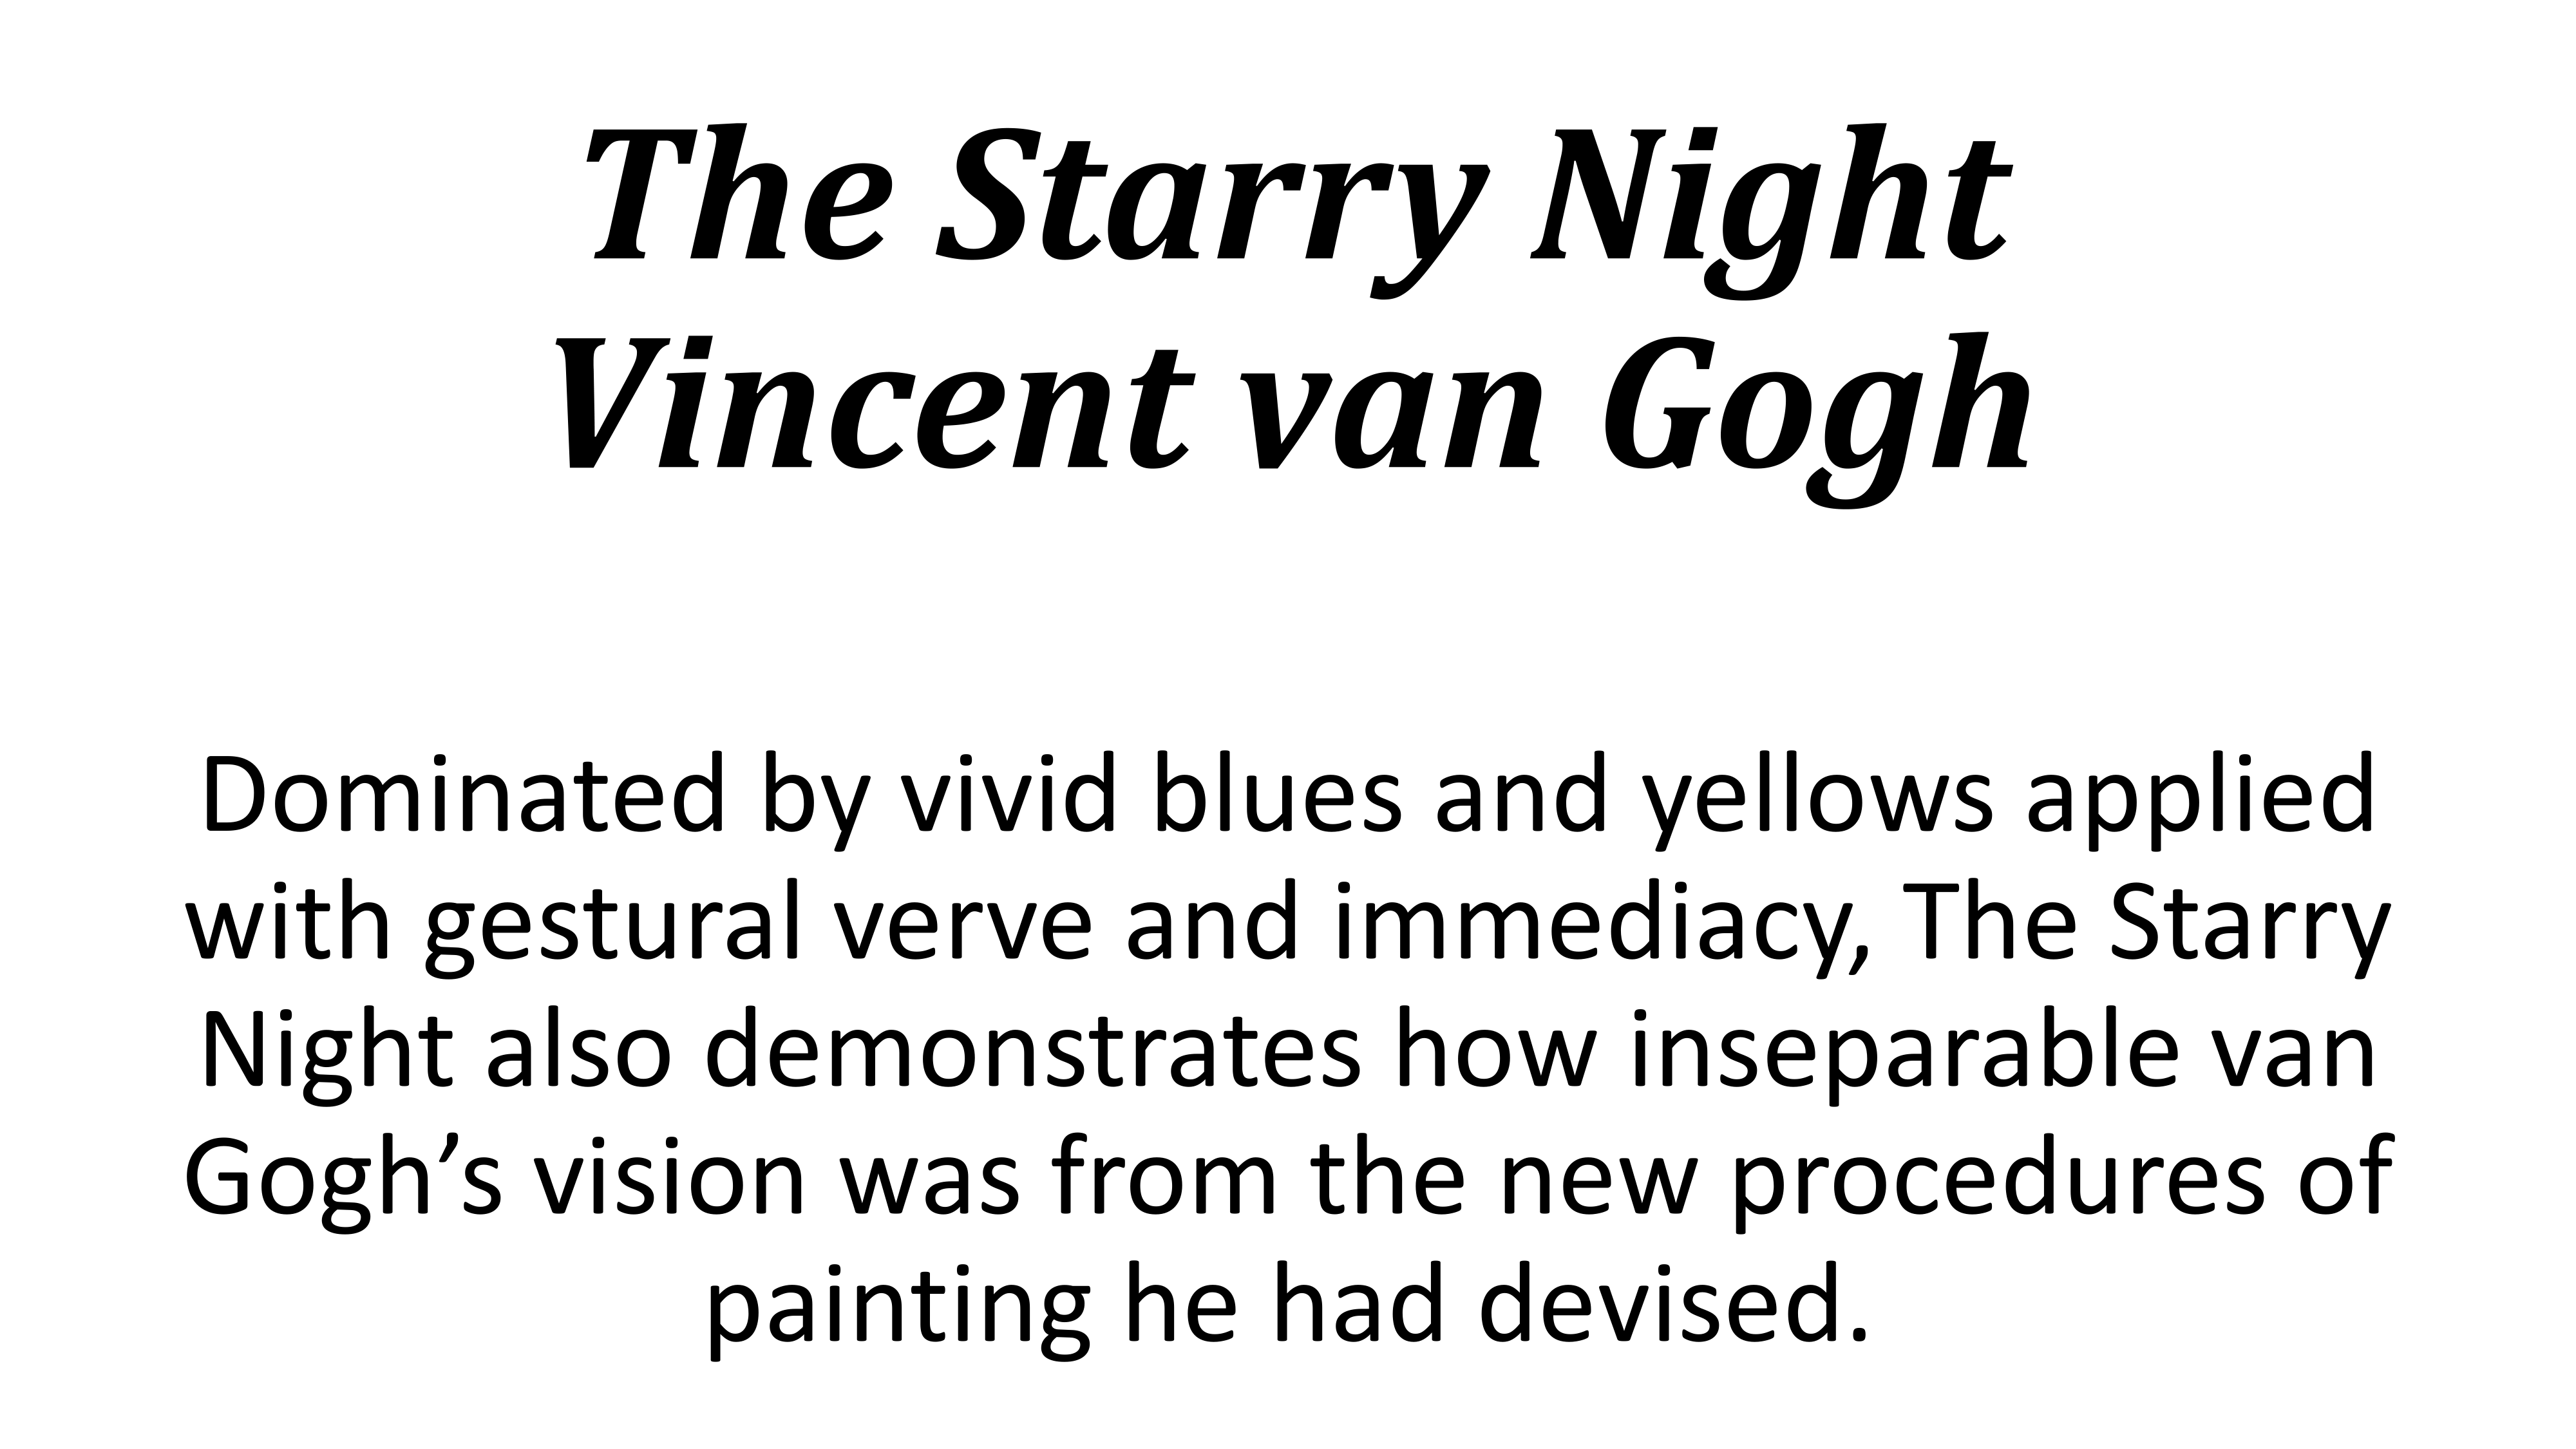 The Starry Night
Vincent van Gogh
Dominated by vivid blues and yellows applied
with gestural verve and immediacy, The Starry
Night also demonstrates how inseparable van
Gogh’s vision was from the new procedures of
painting he had devised.